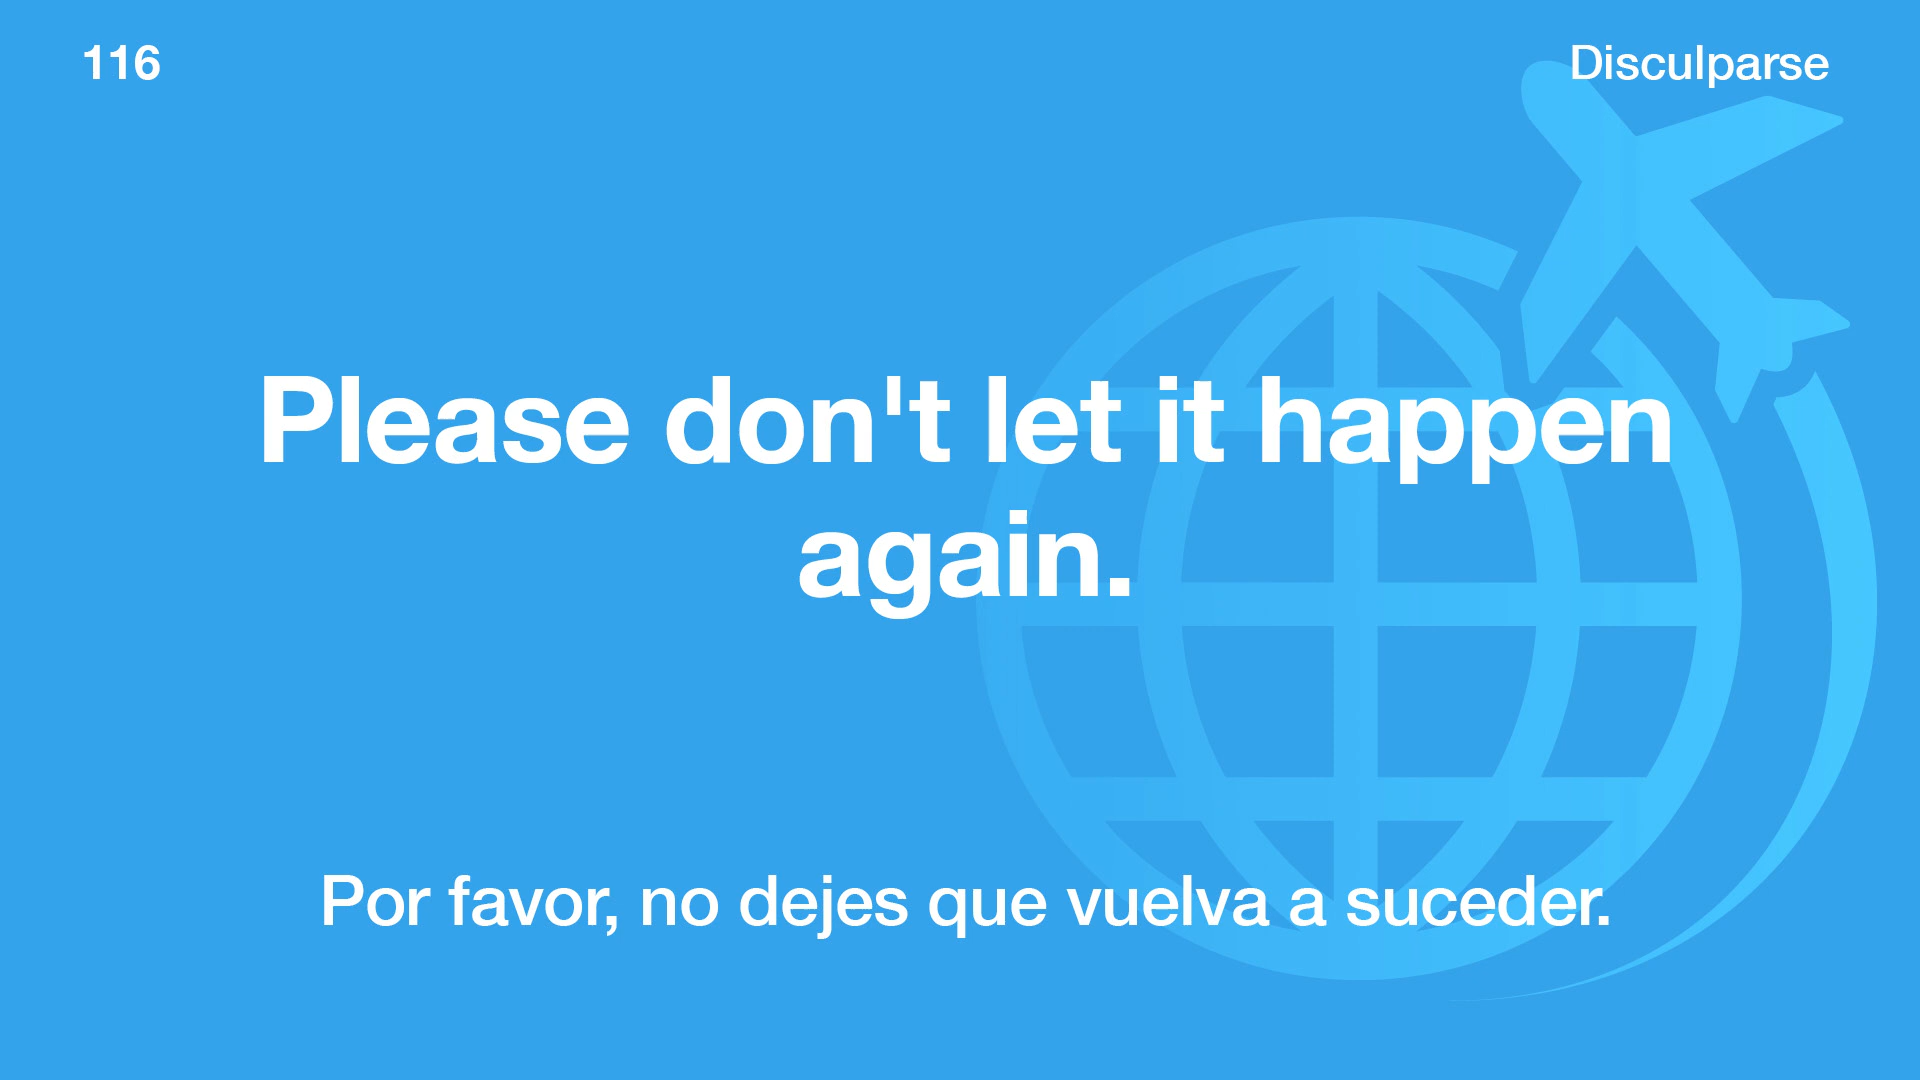 116
Disculparse
Please don't let it happen
again.
Por favor, no dejes que vuelva a suceder.